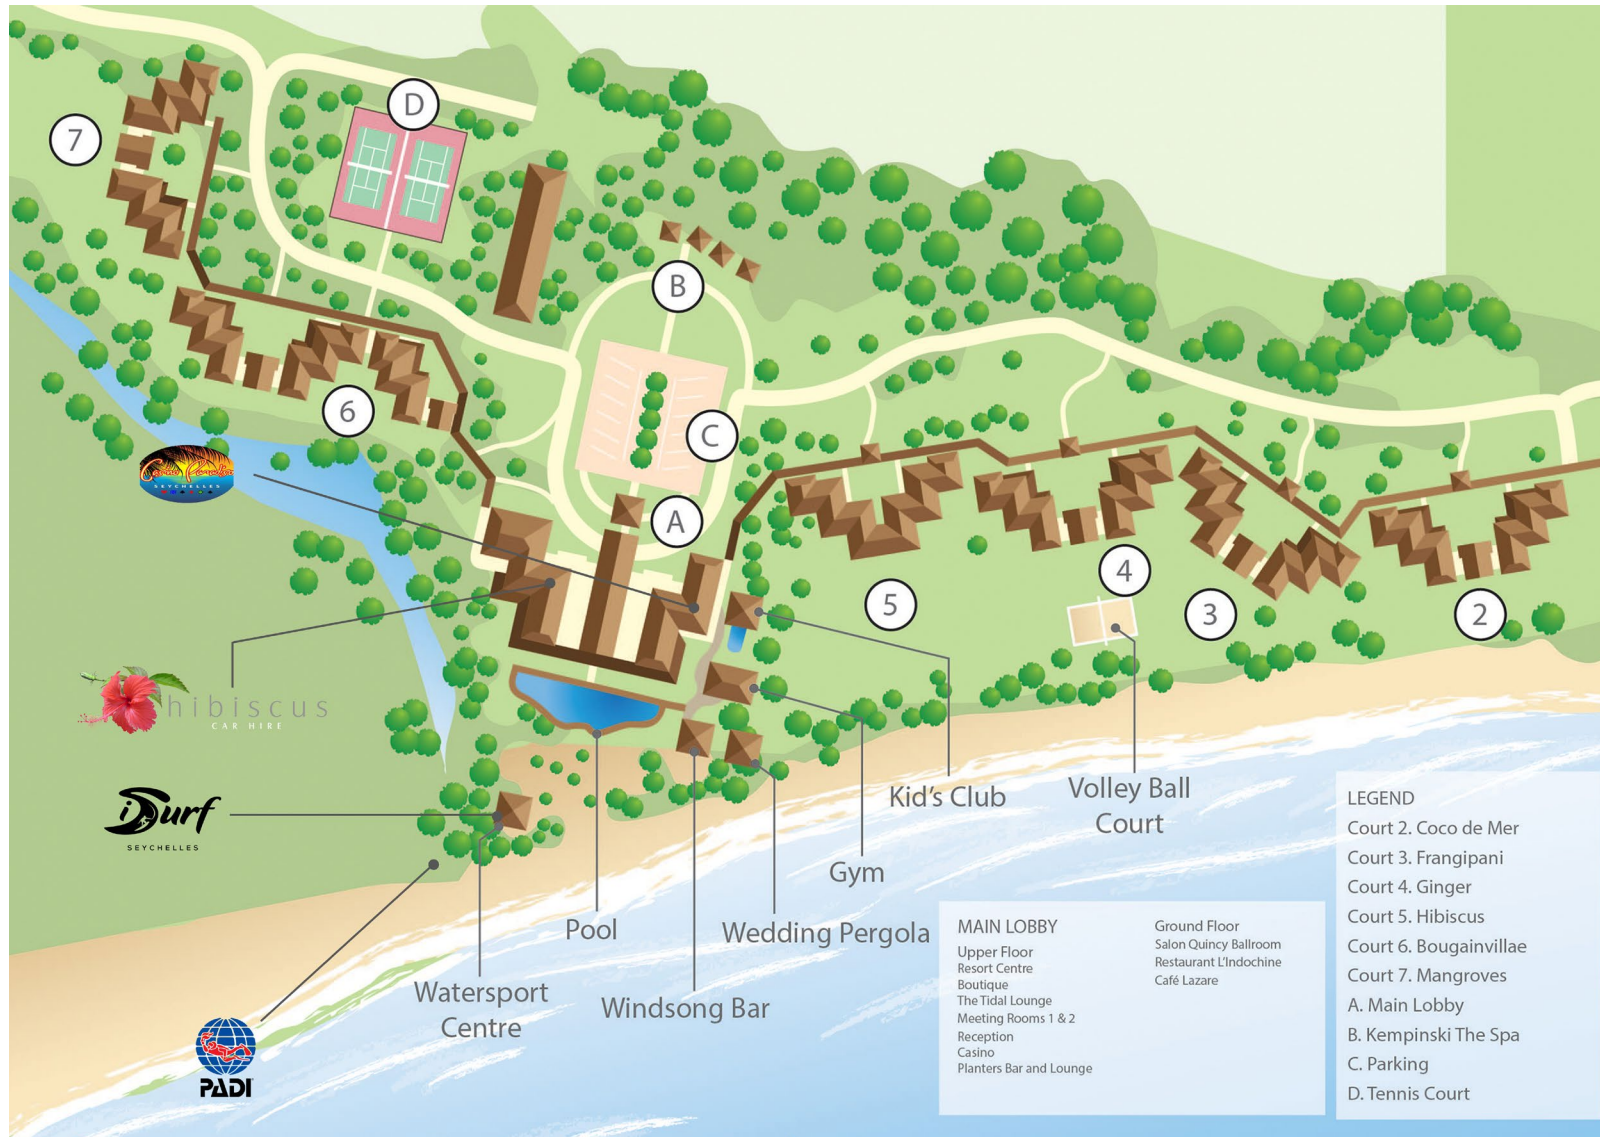 D
7
B
6
C
A
Creole Paradise
SEYCHELLES
5
4
3
2
hibiscus
CAR HIRE
iSurf
SEYCHELLES
Kid's Club
Volley Ball
Court
Gym
Pool
Wedding Pergola
Watersport
Centre
Windsong Bar
PADI
MAIN LOBBY
Upper Floor
Resort Centre
Boutique
The Tidal Lounge
Meeting Rooms 1 & 2
Reception
Casino
Planters Bar and Lounge
Ground Floor
Salon Quincy Ballroom
Restaurant L'Indochine
Café Lazare
LEGEND
Court 2. Coco de Mer
Court 3. Frangipani
Court 4. Ginger
Court 5. Hibiscus
Court 6. Bougainvillae
Court 7. Mangroves
A. Main Lobby
B. Kempinski The Spa
C. Parking
D. Tennis Court